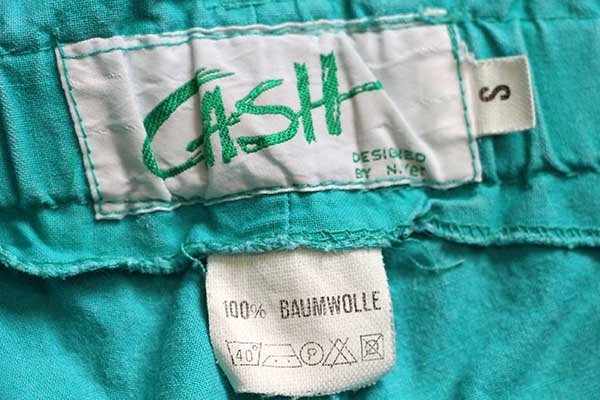 CASH
DESIGNED
BY N.
S
100% BAUMWOLLE
40° P